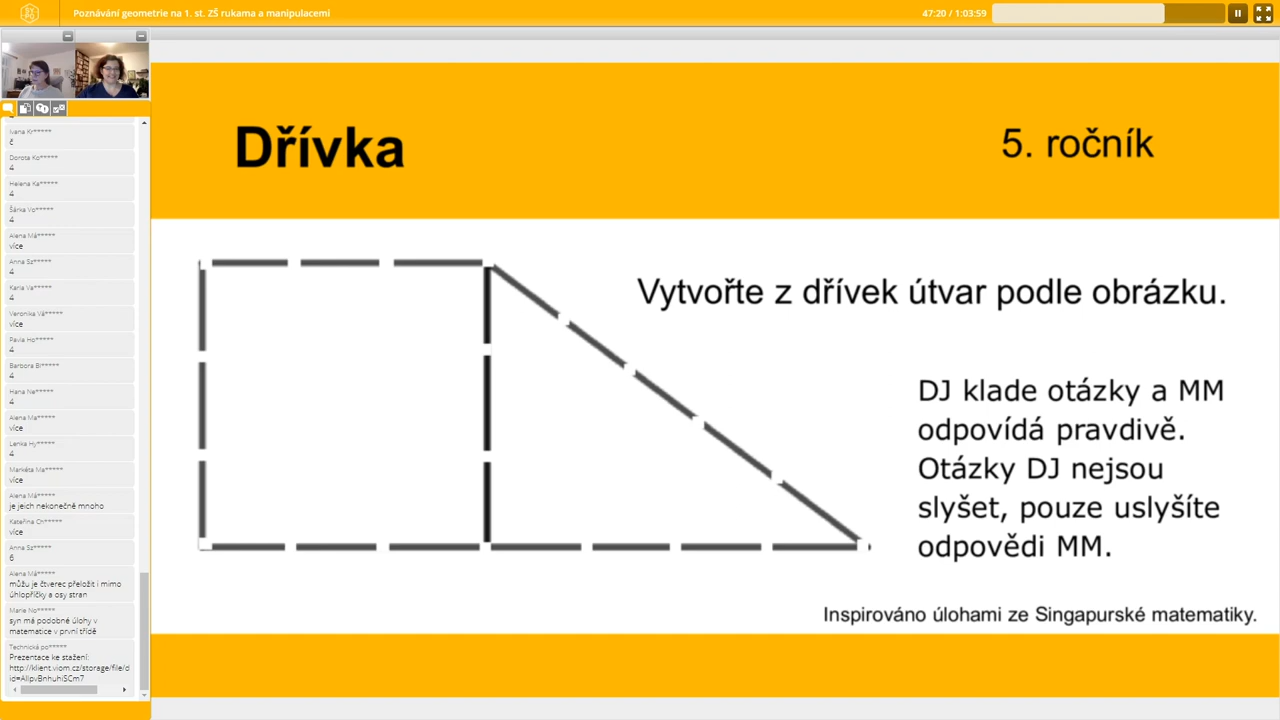 Poznávání geometrie na 1. st. ZŠ rukama a manipulacemi
47:20 / 1:03:59
Ivana Kr*****
č
Dorota Ko*****
4
Helena Ka*****
4
Šárka Vo*****
4
Alena Má*****
více
Anna Sz*****
4
Karla Va*****
4
Veronika Vá*****
více
Pavla Ho*****
4
Barbora Bl*****
4
Hana Ne*****
4
Alena Ma*****
více
Lenka Hy*****
4
Markéta Ma*****
více
Alena Má*****
je jeich nekonečně mnoho
Kateřina Ch*****
více
Anna Sz*****
6
Alena Má*****
můžu je čtverec přeložit i mimo
úhlopříčky a osy stran
Marie No*****
syn má podobné úlohy v
matematice v první třídě
Technická po*****
Prezentace ke stažení:
http://klient.viom.cz/storage/file/d
Dřívka
5. ročník
Vytvořte z dřívek útvar podle obrázku.
DJ klade otázky a MM
odpovídá pravdivě.
Otázky DJ nejsou
slyšet, pouze uslyšíte
odpovědi MM.
Inspirováno úlohami ze Singapurské matematiky.